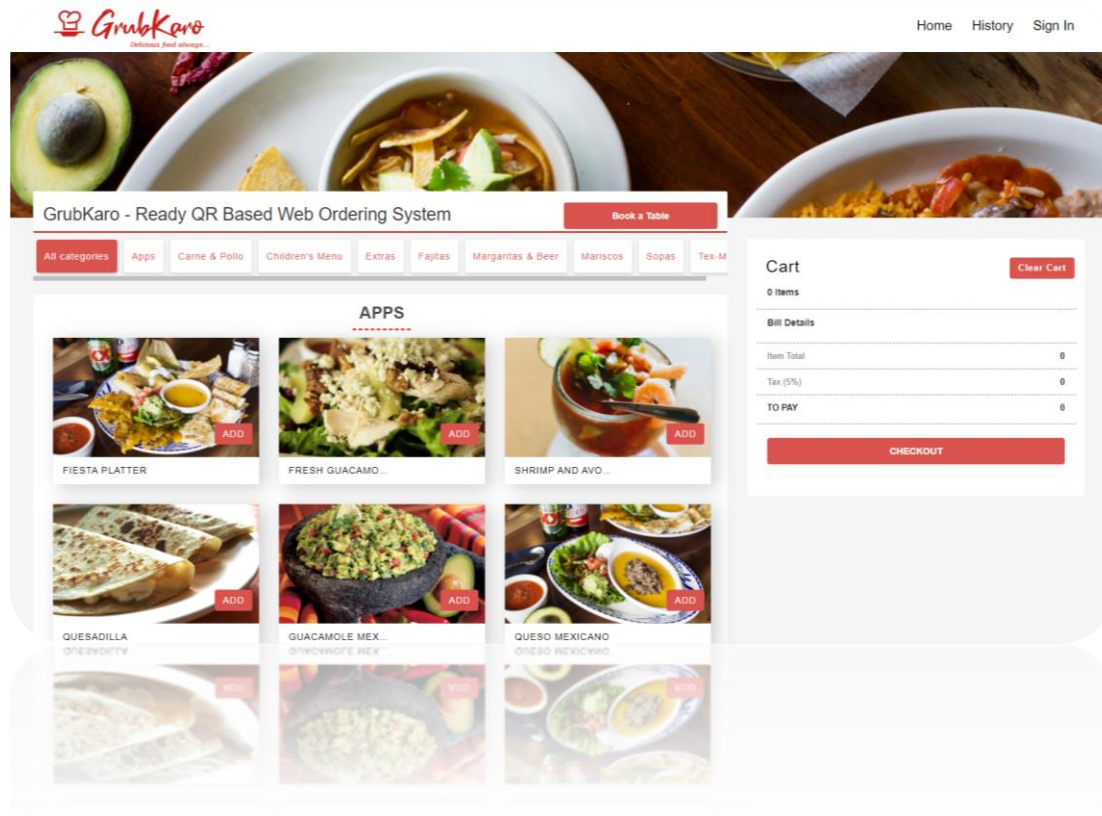 GrubKaro
Delicious food always...
Home History Sign In
GrubKaro - Ready QR Based Web Ordering System
Book a Table
All categories Apps Carne & Pollo Children's Menu Extras Fajitas Margaritas & Beer Mariscos Sopas Tex-M
APPS
ADD ADD ADD
FIESTA PLATTER FRESH GUACAMO... SHRIMP AND AVO...
ADD ADD ADD
QUESADILLA GUACAMOLE MEX... QUESO MEXICANO
Cart
Clear Cart
0 Items
Bill Details
Item Total 0
Tax (5%) 0
TO PAY 0
CHECKOUT